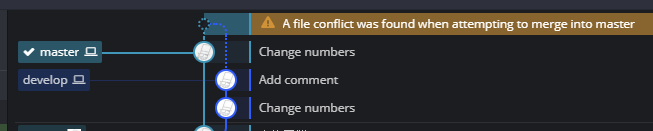 A file conflict was found when attempting to merge into master
master Change numbers
develop Add comment
Change numbers